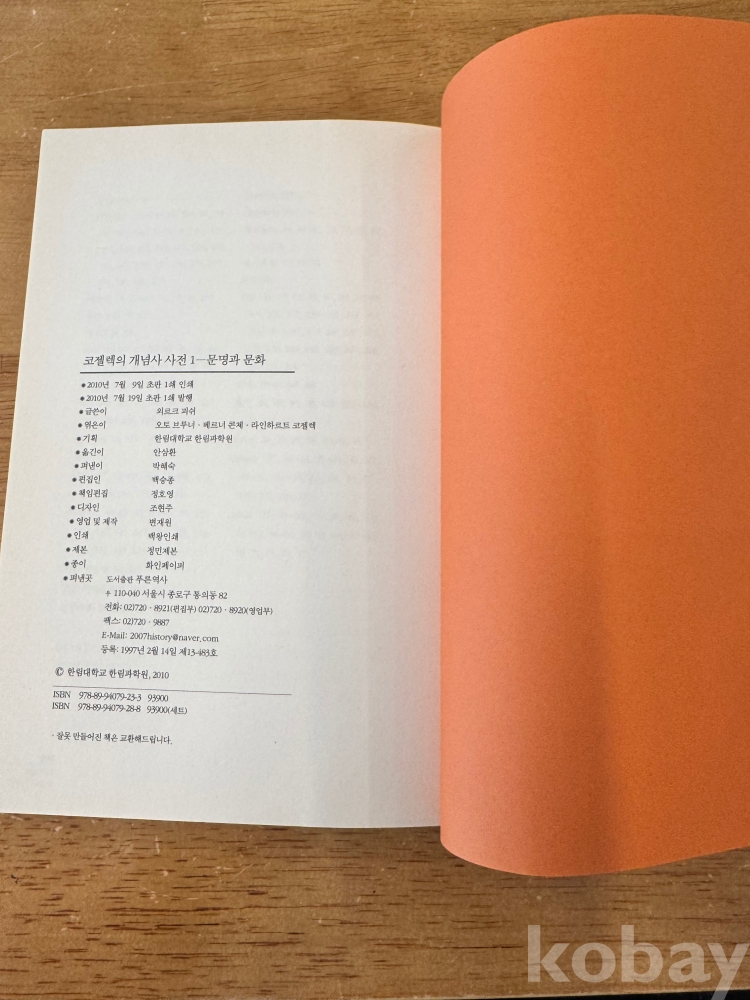 코젤렉의 개념사 사전 1—문명과 문화
● 2010년 7월 9일 초판 1쇄 인쇄
● 2010년 7월 19일 초판 1쇄 발행
● 글쓴이 외르크 피쉬
● 엮은이 오토 브루너 · 베르너 콘체 · 라인하르트 코젤렉
● 기획 한림대학교 한림과학원
● 옮긴이 안삼환
● 펴낸이 박혜숙
● 편집인 백승종
● 책임편집 정호영
● 디자인 조현주
● 영업 및 제작 변재원
● 인쇄 백왕인쇄
● 제본 정민제본
● 종이 화인페이퍼
● 펴낸곳 도서출판 푸른역사
우 110-040 서울시 종로구 통의동 82
전화: 02)720 · 8921(편집부) 02)720 · 8920(영업부)
팩스: 02)720 · 9887
E-Mail: 2007history@naver.com
등록: 1997년 2월 14일 제13-483호
© 한림대학교 한림과학원, 2010
ISBN 978-89-94079-23-3 93900
ISBN 978-89-94079-28-8 93900(세트)
· 잘못 만들어진 책은 교환해드립니다.
kobay